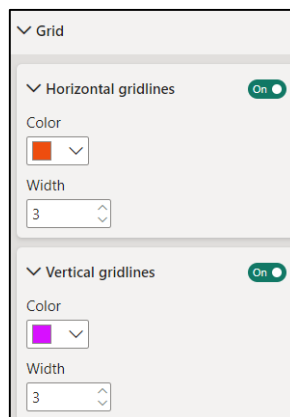 Grid
Horizontal gridlines On
Color
Width
3
Vertical gridlines On
Color
Width
3